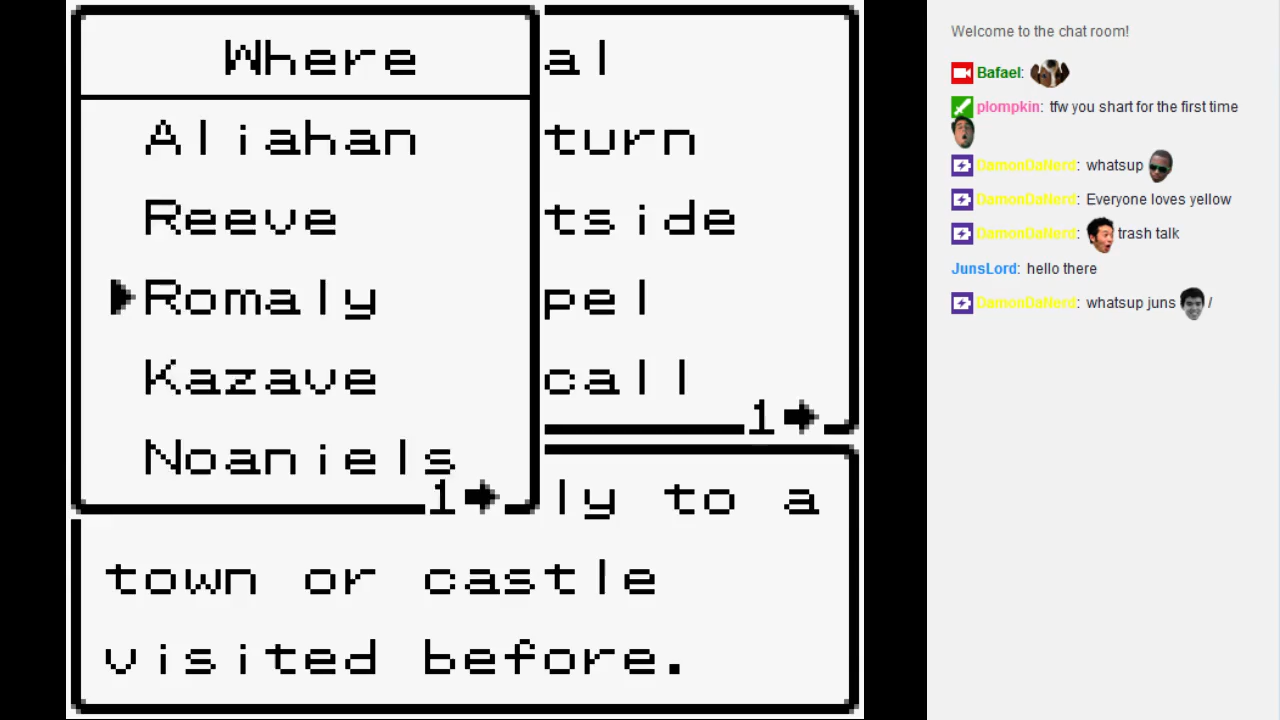 Where
Aliahan
Reeve
Romaly
Kazave
Noaniels
1
al
turn
tside
pel
call
1
ly to a
town or castle
visited before.
Welcome to the chat room!
Bafael:
plompkin: tfw you shart for the first time
DamonDaNerd: whatsup
DamonDaNerd: Everyone loves yellow
DamonDaNerd: trash talk
JunsLord: hello there
DamonDaNerd: whatsup juns /